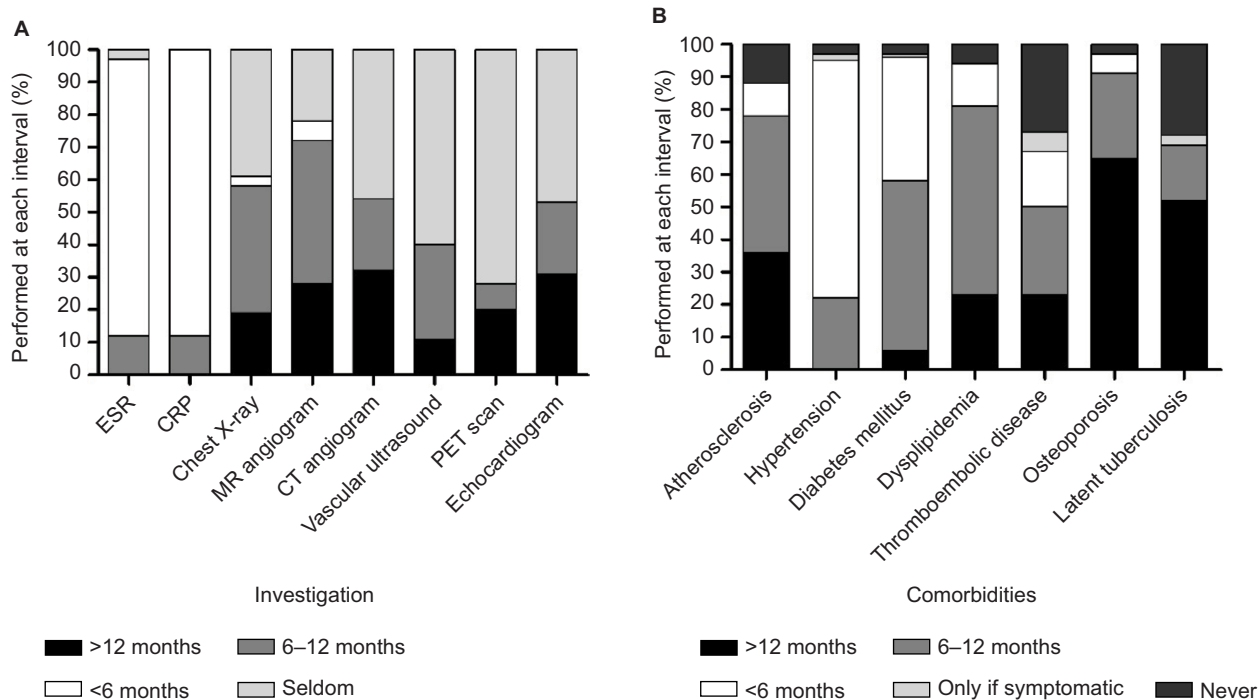 A
Performed at each interval (%)
100
90
80
70
60
50
40
30
20
10
0
ESR
CRP
Chest X-ray
MR angiogram
CT angiogram
Vascular ultrasound
PET scan
Echocardiogram
Investigation
>12 months
6–12 months
<6 months
Seldom
B
Performed at each interval (%)
100
90
80
70
60
50
40
30
20
10
0
Atherosclerosis
Hypertension
Diabetes mellitus
Dysplipidemia
Thromboembolic disease
Osteoporosis
Latent tuberculosis
Comorbidities
>12 months
6–12 months
<6 months
Only if symptomatic
Never